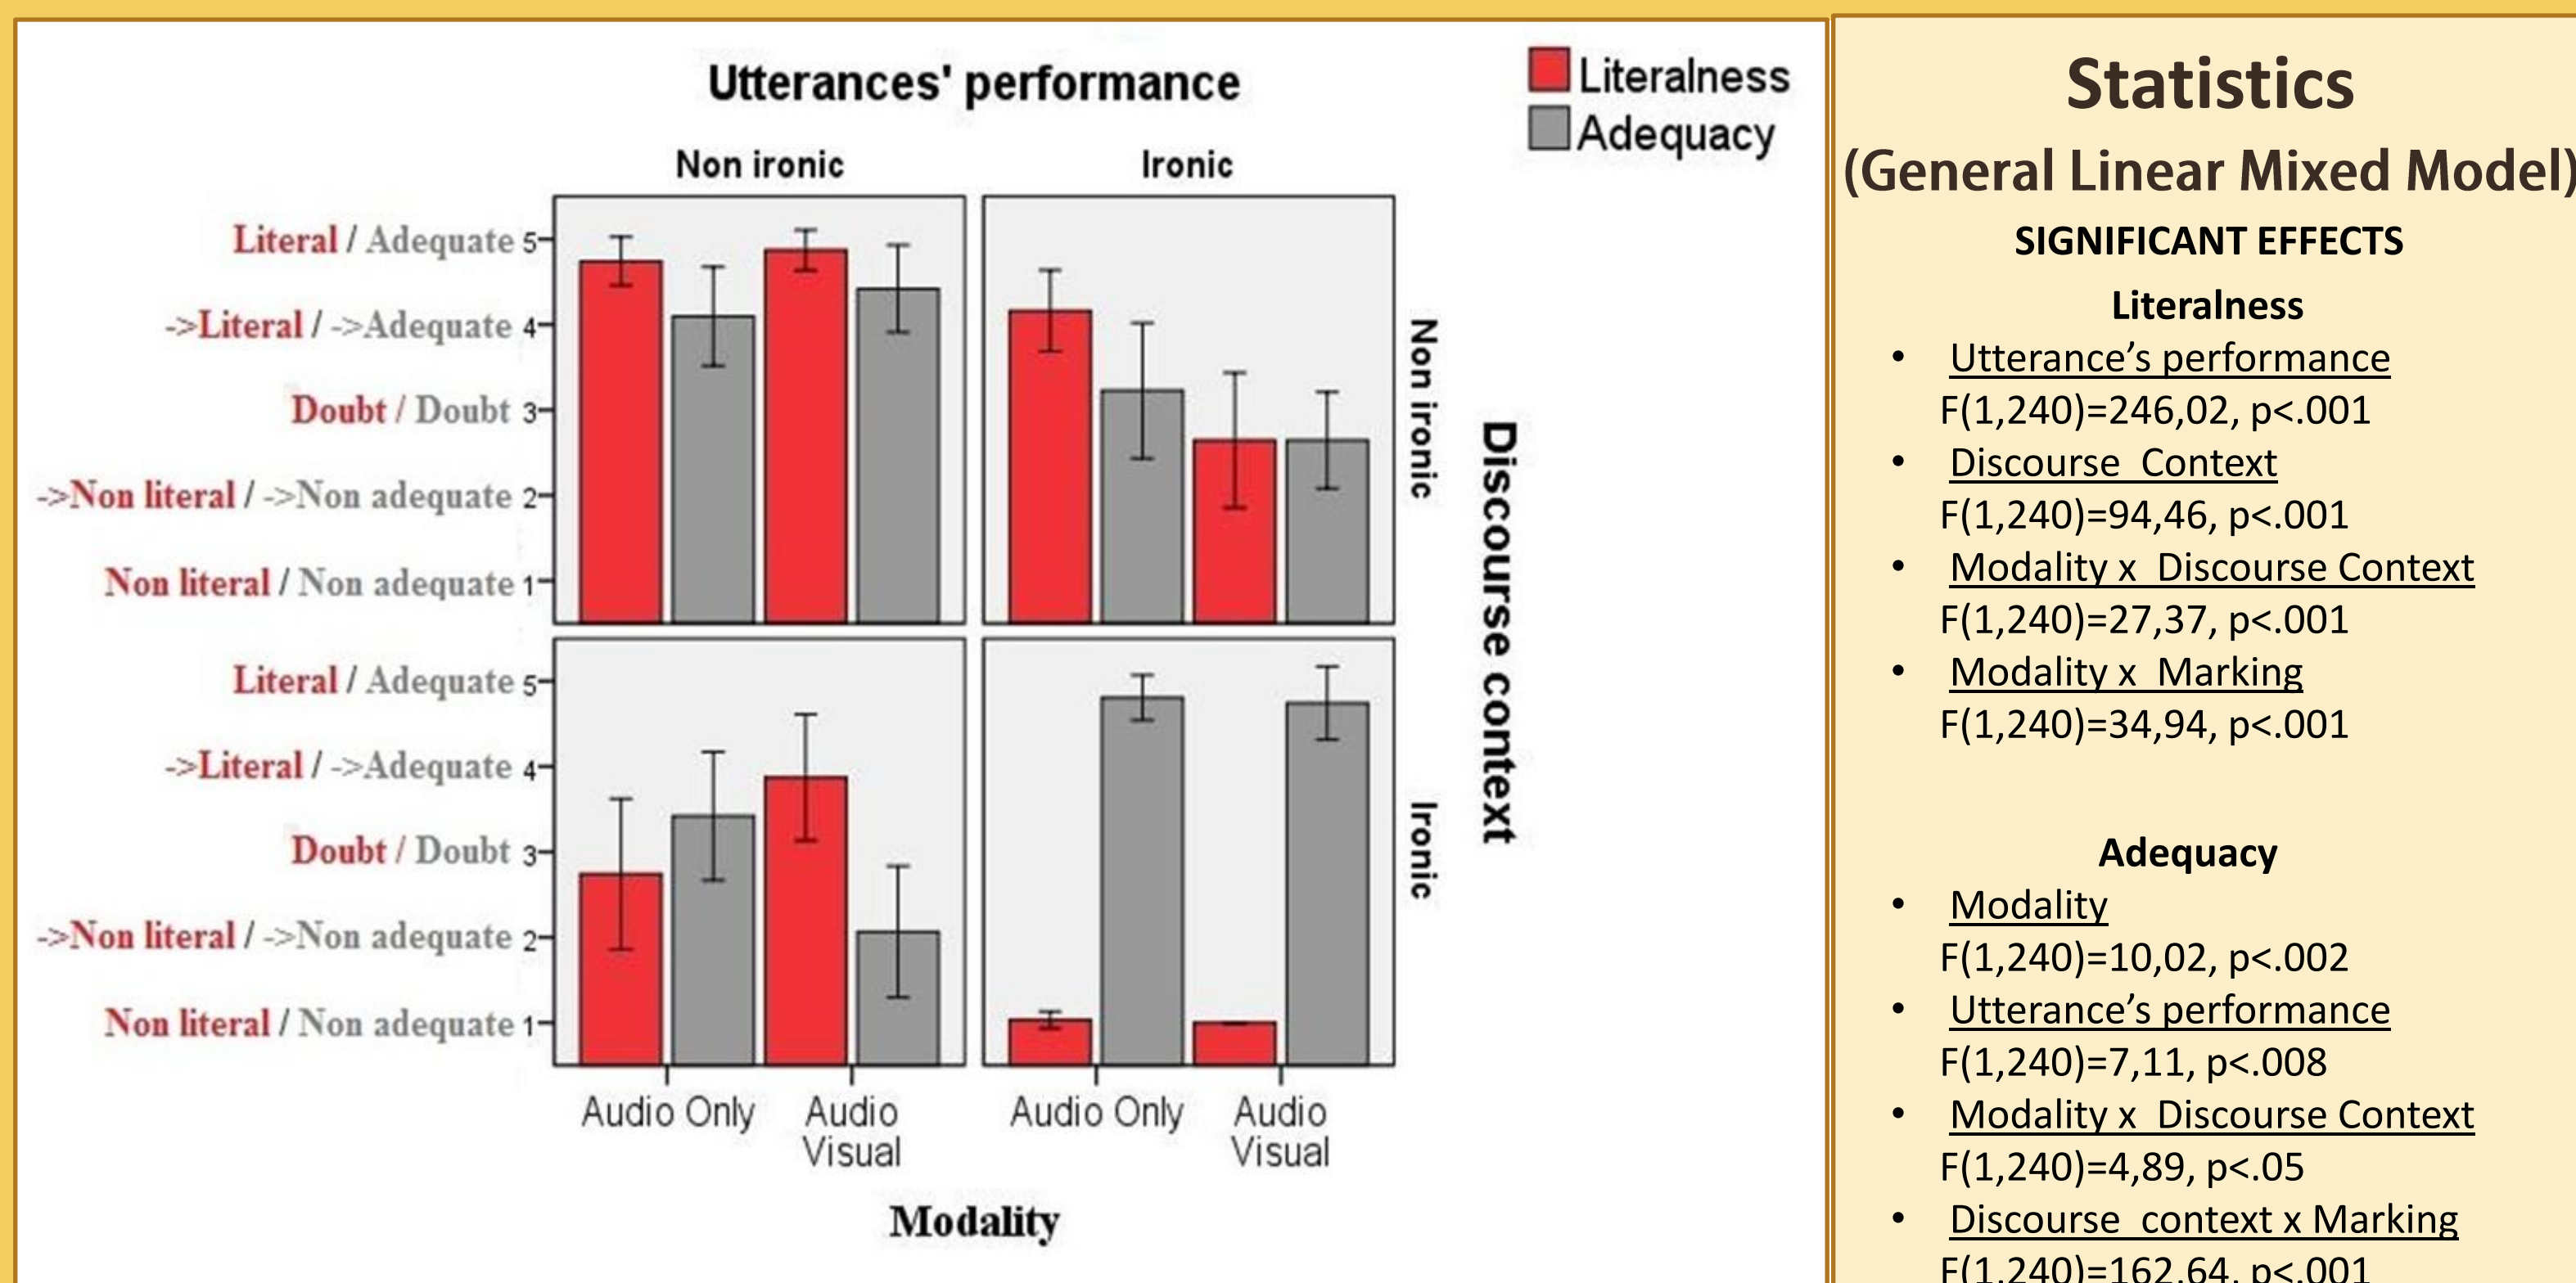 Utterances' performance
Literalness
Adequacy
Non ironic
Ironic
Literal / Adequate 5
->Literal / ->Adequate 4
Doubt / Doubt 3
->Non literal / ->Non adequate 2
Non literal / Non adequate 1
Non ironic
Literal / Adequate 5
->Literal / ->Adequate 4
Doubt / Doubt 3
->Non literal / ->Non adequate 2
Non literal / Non adequate 1
Ironic
Discourse context
Audio Only
Audio
Visual
Audio Only
Audio
Visual
Modality
Statistics
(General Linear Mixed Model)
SIGNIFICANT EFFECTS
Literalness
• Utterance’s performance
F(1,240)=246,02, p<.001
• Discourse Context
F(1,240)=94,46, p<.001
• Modality x Discourse Context
F(1,240)=27,37, p<.001
• Modality x Marking
F(1,240)=34,94, p<.001
Adequacy
• Modality
F(1,240)=10,02, p<.002
• Utterance’s performance
F(1,240)=7,11, p<.008
• Modality x Discourse Context
F(1,240)=4,89, p<.05
• Discourse context x Marking
F(1,240)=162,64, p<.001